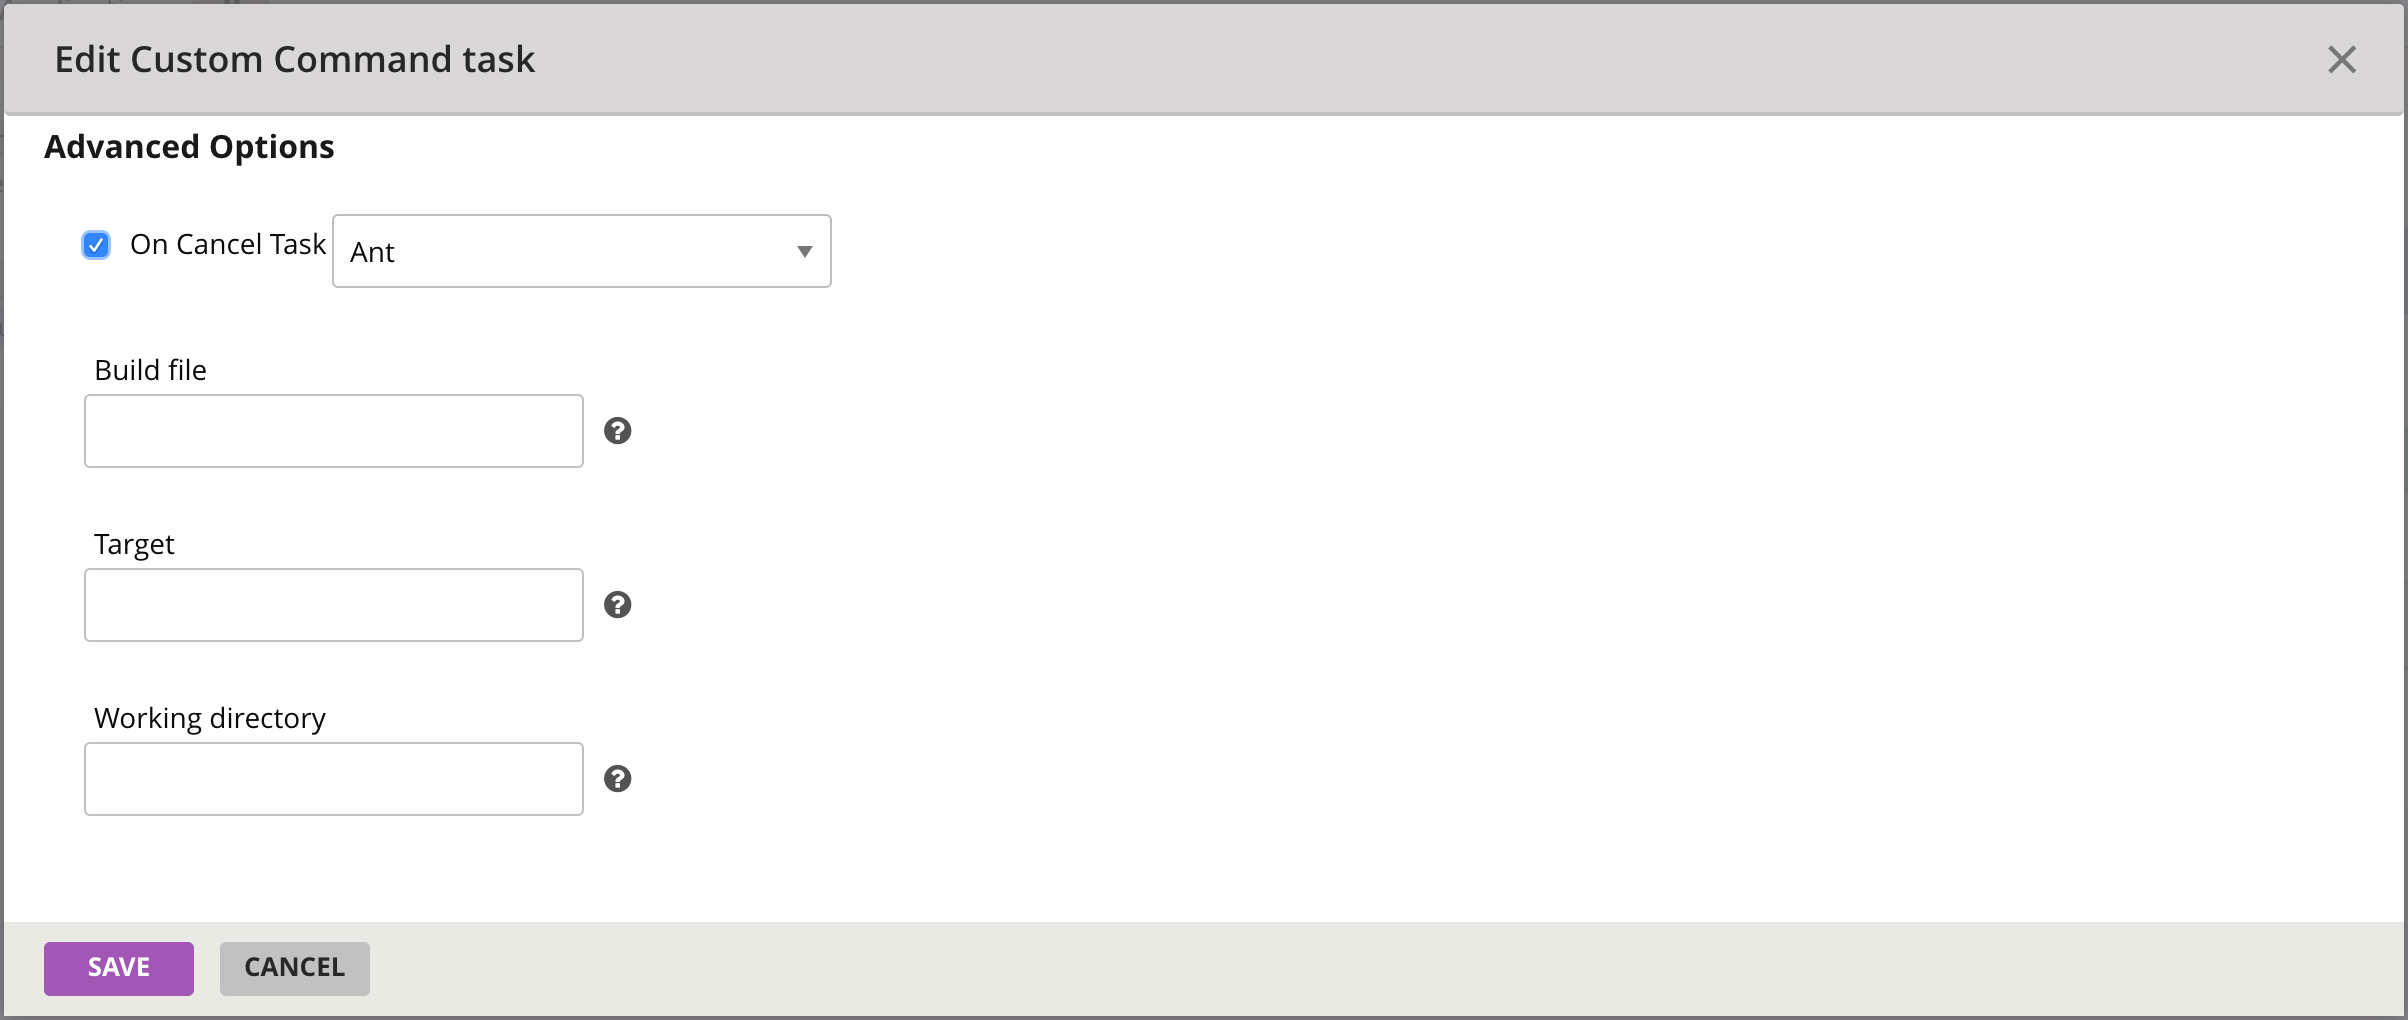 Edit Custom Command task
Advanced Options
On Cancel Task Ant
Build file
Target
Working directory
SAVE CANCEL